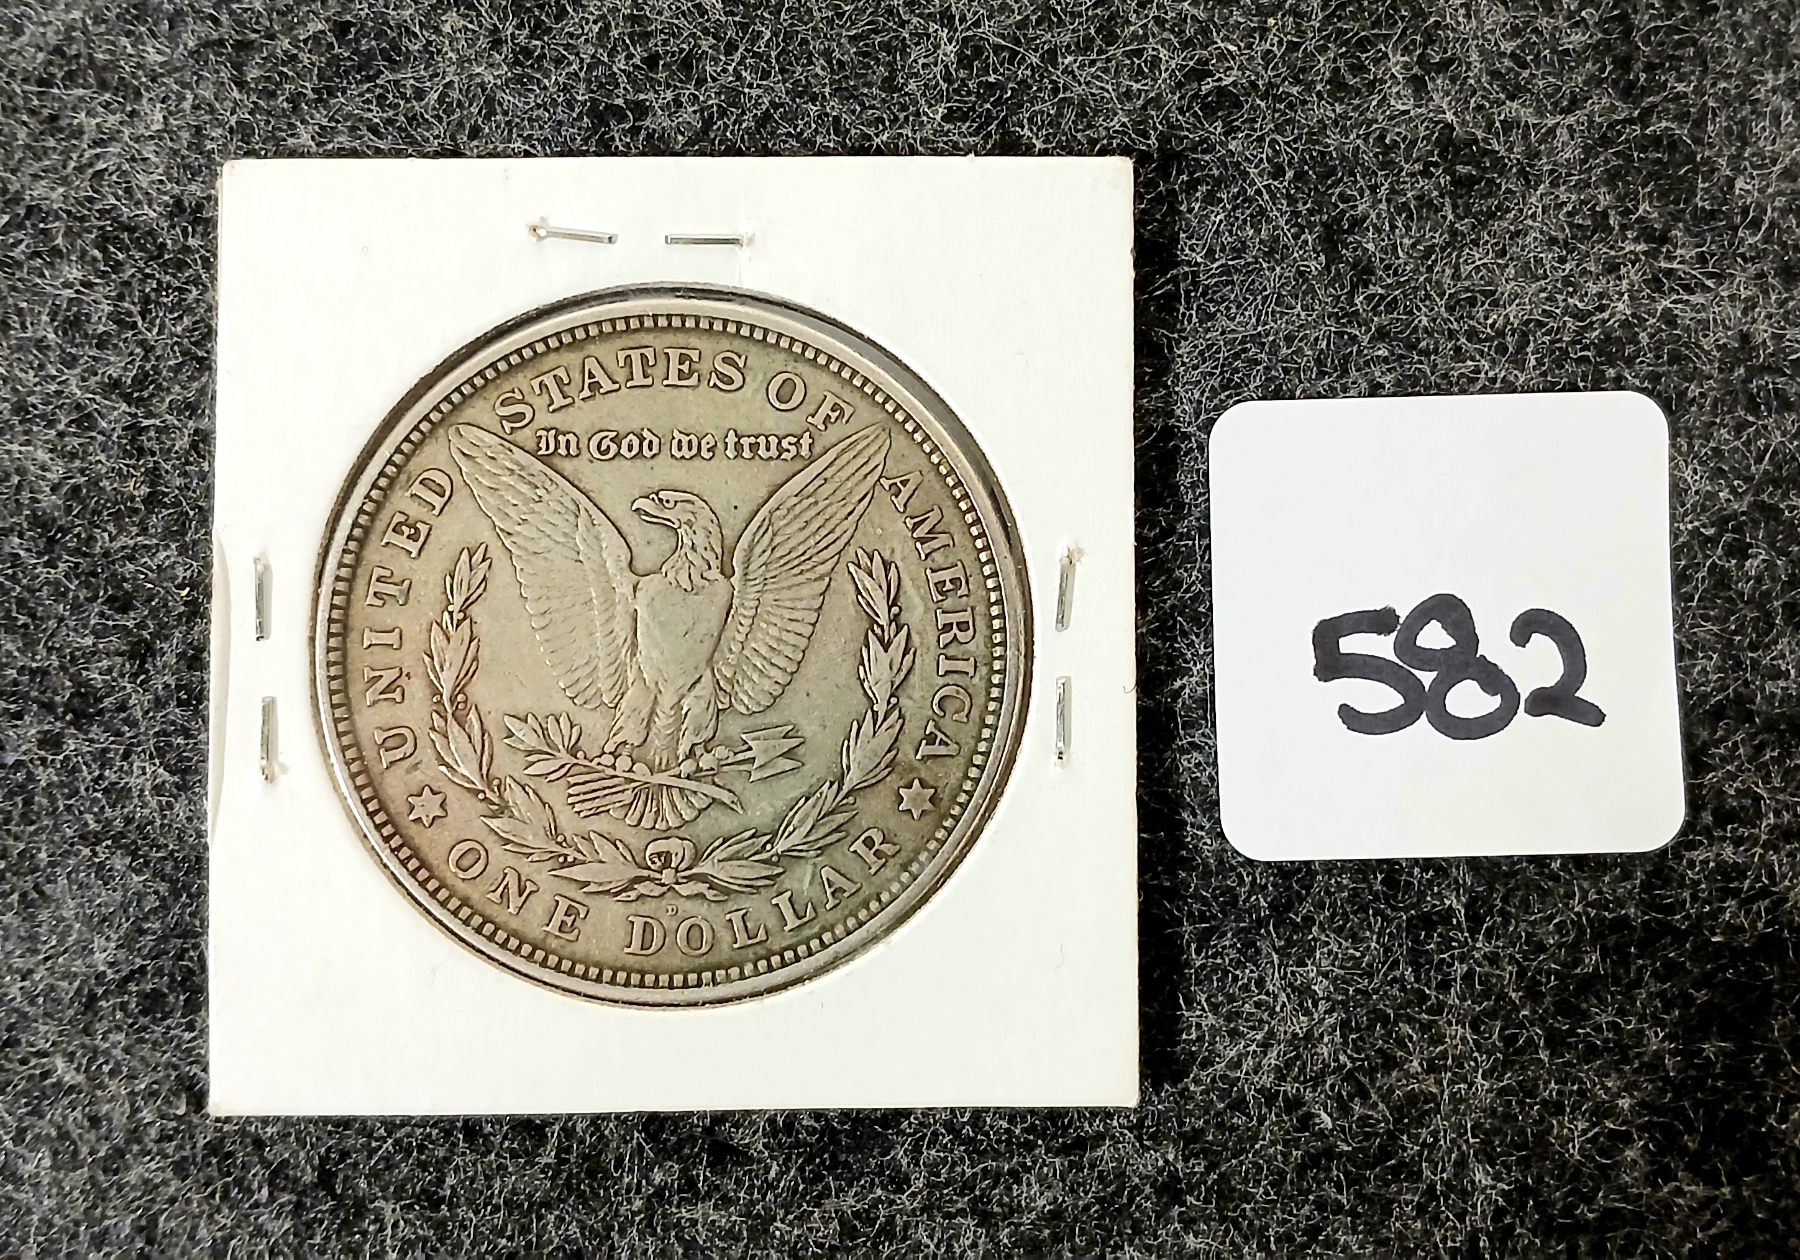 UNITED STATES OF AMERICA
In God we trust
D
ONE DOLLAR
582